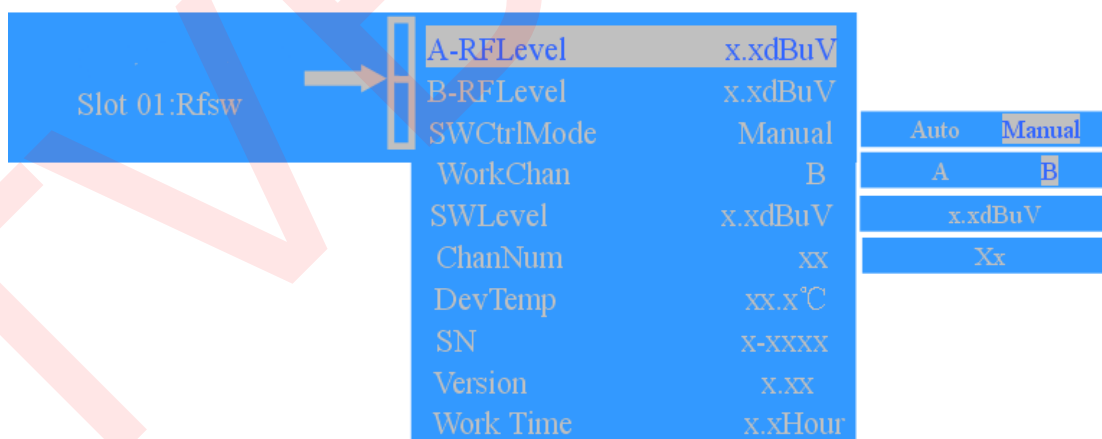 Slot 01:Rfsw
A-RFLevel x.xdBuV
B-RFLevel x.xdBuV
SWCtrlMode Manual
Auto Manual
WorkChan B
A B
SWLevel x.xdBuV
x.xdBuV
ChanNum xx
Xx
DevTemp xx.x℃
SN x-xxxx
Version x.xx
Work Time x.xHour